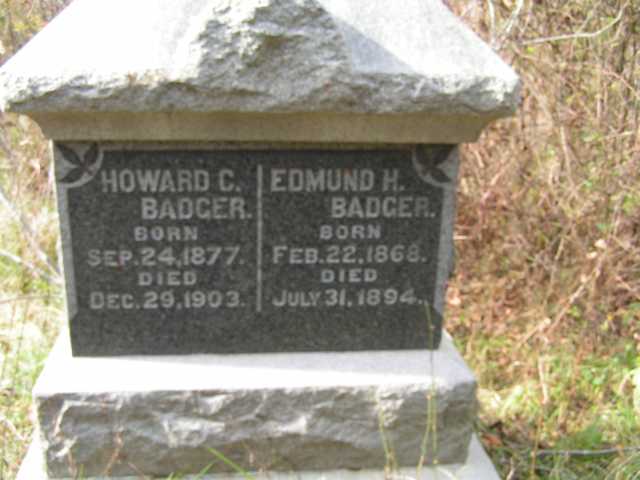 HOWARD C.
BADGER.
BORN
SEP. 24, 1877.
DIED
DEC. 29, 1903.
EDMUND H.
BADGER.
BORN
FEB. 22, 1868.
DIED
JULY 31, 1894.